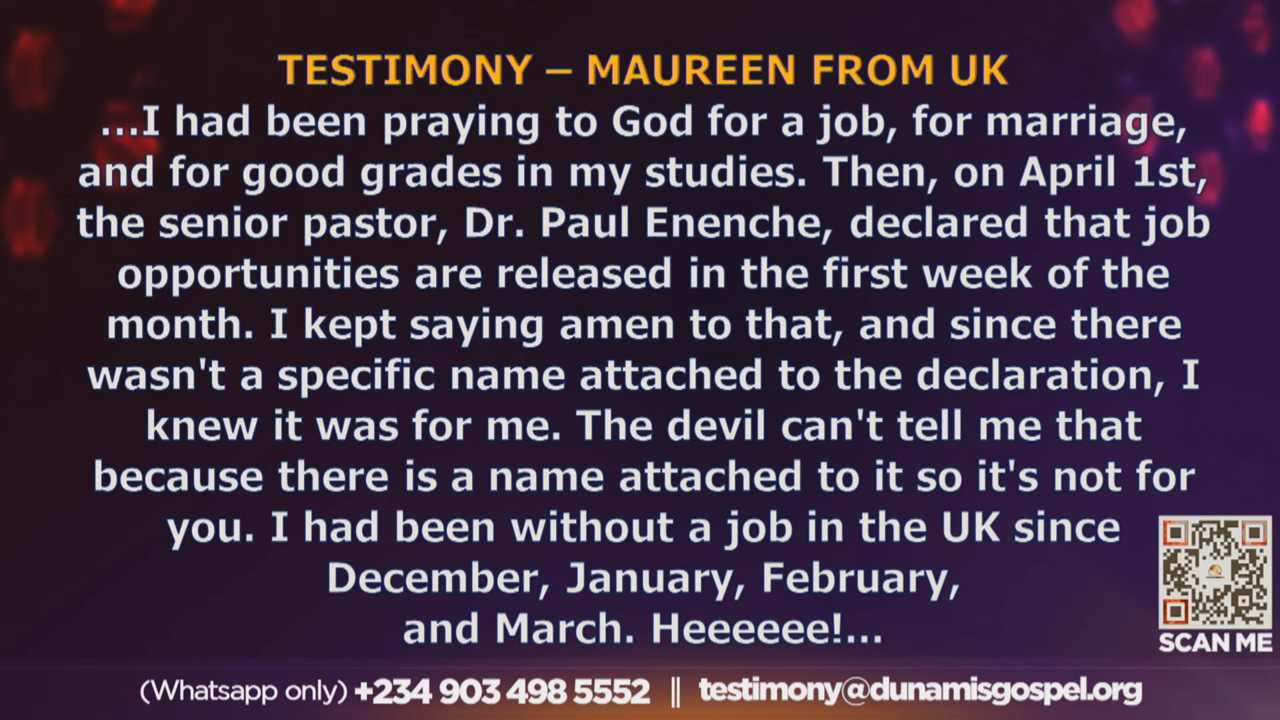 TESTIMONY – MAUREEN FROM UK
...I had been praying to God for a job, for marriage,
and for good grades in my studies. Then, on April 1st,
the senior pastor, Dr. Paul Enenche, declared that job
opportunities are released in the first week of the
month. I kept saying amen to that, and since there
wasn't a specific name attached to the declaration, I
knew it was for me. The devil can't tell me that
because there is a name attached to it so it's not for
you. I had been without a job in the UK since
December, January, February,
and March. Heeeeee!...
SCAN ME
(Whatsapp only) +234 903 498 5552 || testimony@dunamisgospel.org